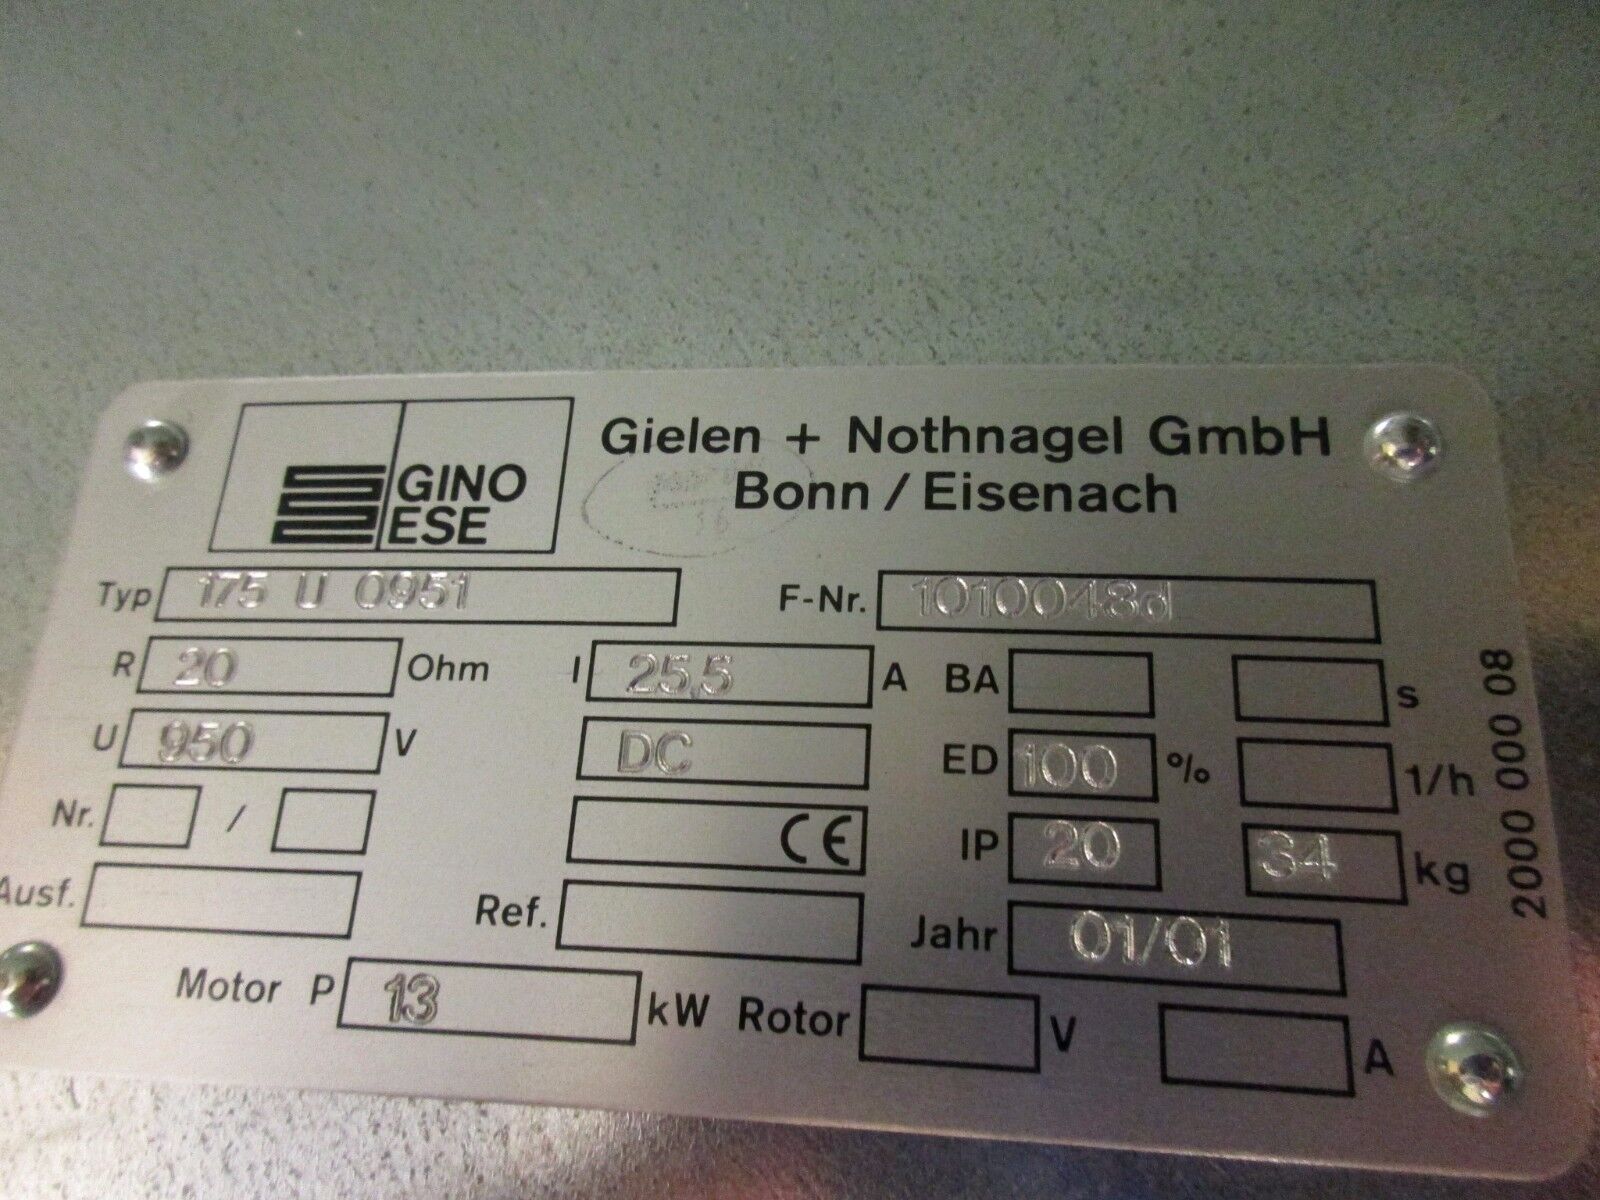 GINO
ESE
Gielen + Nothnagel GmbH
Bonn / Eisenach
Typ 175 U 0951 F-Nr. 1010048d
R 20 Ohm I 25,5 A BA s
U 950 V DC ED 100 % 1/h
Nr. / CE IP 20 34 kg
Ausf. Ref. Jahr 01/01
Motor P 13 kW Rotor V A
2000 000 08